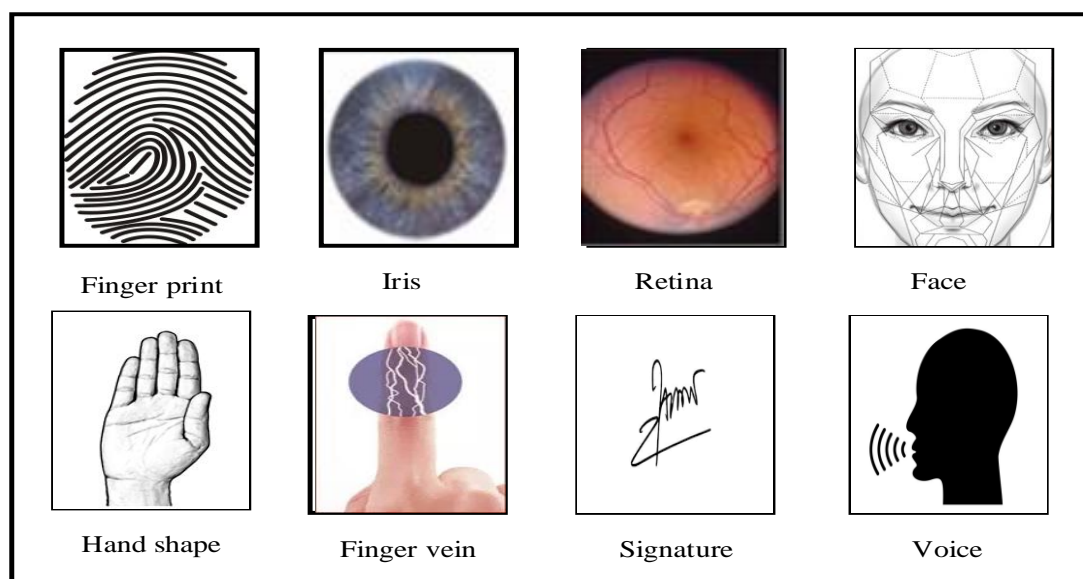 Finger print
Iris
Retina
Face
Hand shape
Finger vein
Signature
Voice